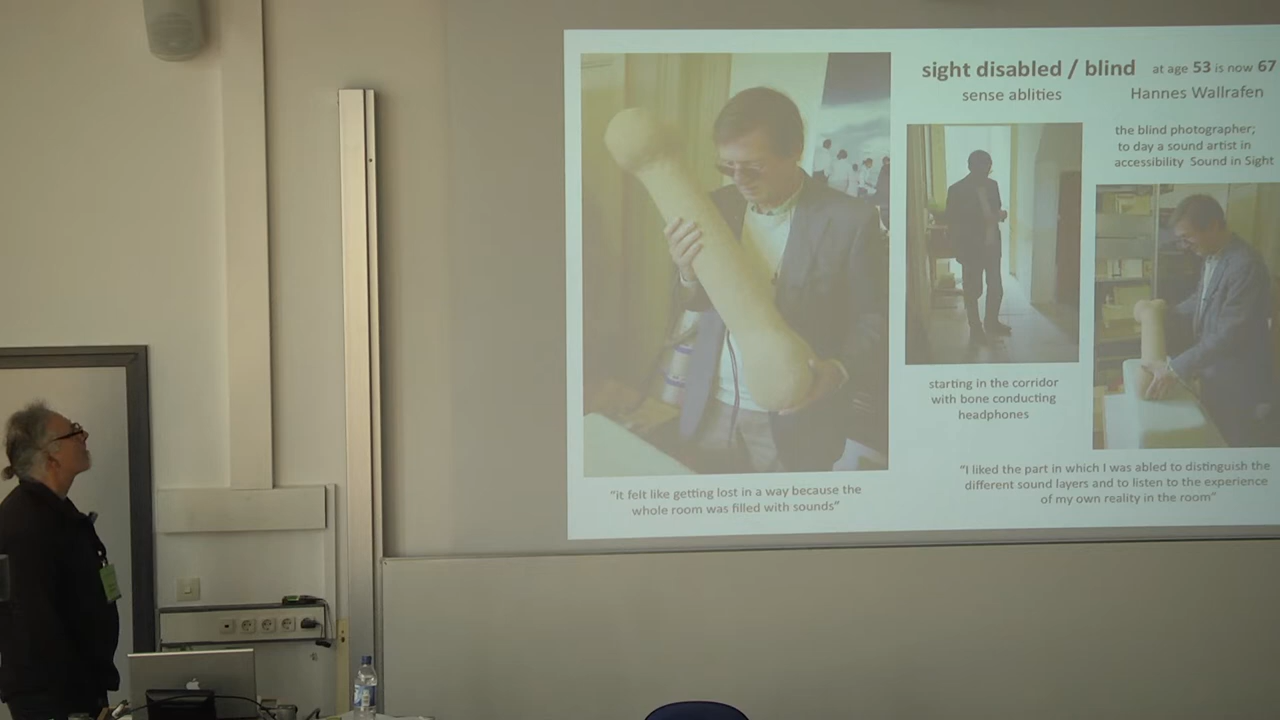 sight disabled / blind at age 53 is now 67
sense ablities
Hannes Wallrafen
the blind photographer;
to day a sound artist in
accessibility Sound in Sight
starting in the corridor
with bone conducting
headphones
"it felt like getting lost in a way because the
whole room was filled with sounds"
"I liked the part in which I was abled to distinguish the
different sound layers and to listen to the experience
of my own reality in the room"